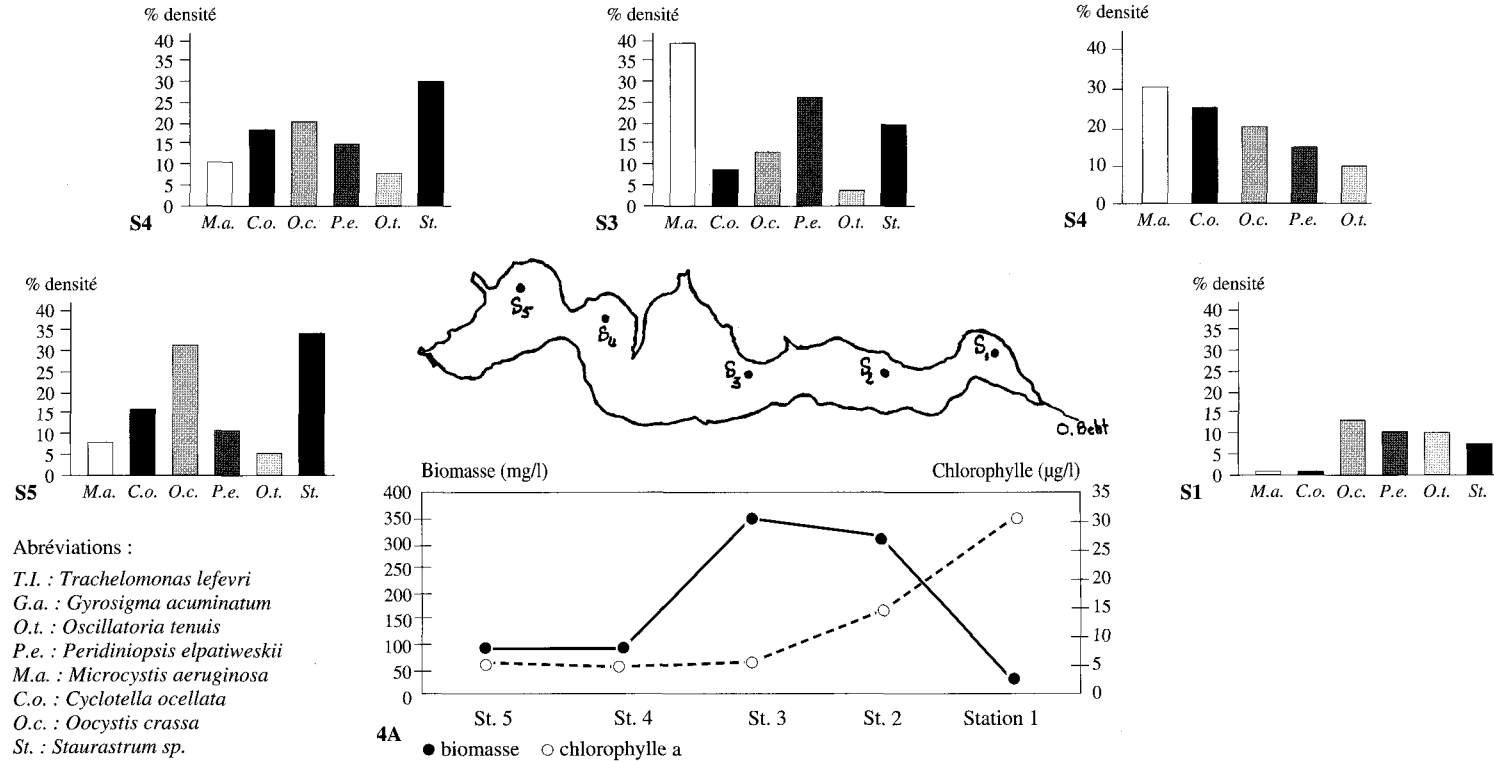 % densité
40
35
30
25
20
15
10
5
0
S4
M.a. C.o. O.c. P.e. O.t. St.
% densité
40
35
30
25
20
15
10
5
0
S3
M.a. C.o. O.c. P.e. O.t. St.
% densité
40
30
20
10
0
S4
M.a. C.o. O.c. P.e. O.t.
% densité
40
35
30
25
20
15
10
5
0
S5
M.a. C.o. O.c. P.e. O.t. St.
S5
S4
S3
S2
S1
O. Beht
% densité
40
35
30
25
20
15
10
5
0
S1
M.a. C.o. O.c. P.e. O.t. St.
Abréviations :
T.I. : Trachelomonas lefevri
G.a. : Gyrosigma acuminatum
O.t. : Oscillatoria tenuis
P.e. : Peridiniopsis elpatiweskii
M.a. : Microcystis aeruginosa
C.o. : Cyclotella ocellata
O.c. : Oocystis crassa
St. : Staurastrum sp.
Biomasse (mg/l) Chlorophylle (µg/l)
400
350
300
250
200
150
100
50
0
35
30
25
20
15
10
5
0
St. 5 St. 4 St. 3 St. 2 Station 1
4A
biomasse chlorophylle a